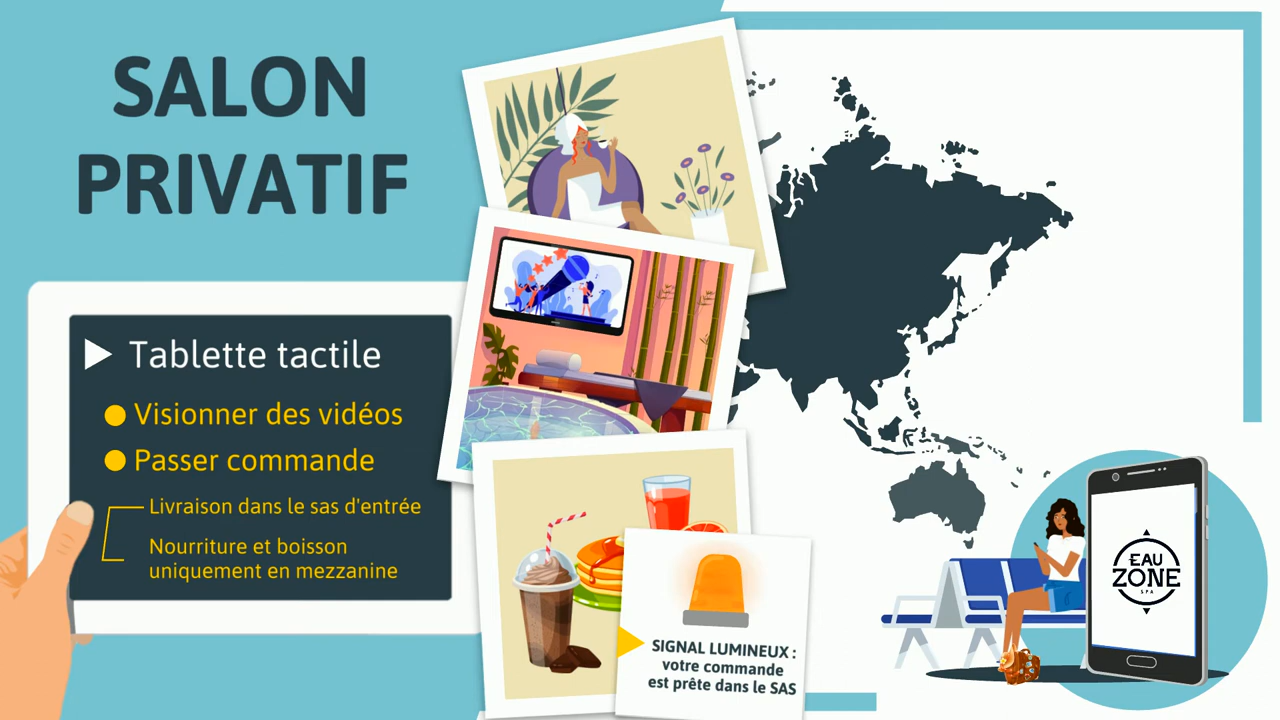 SALON
PRIVATIF
Tablette tactile
Visionner des vidéos
Passer commande
Livraison dans le sas d'entrée
Nourriture et boisson
uniquement en mezzanine
SIGNAL LUMINEUX :
votre commande
est prête dans le SAS
EAU
ZONE
SPA